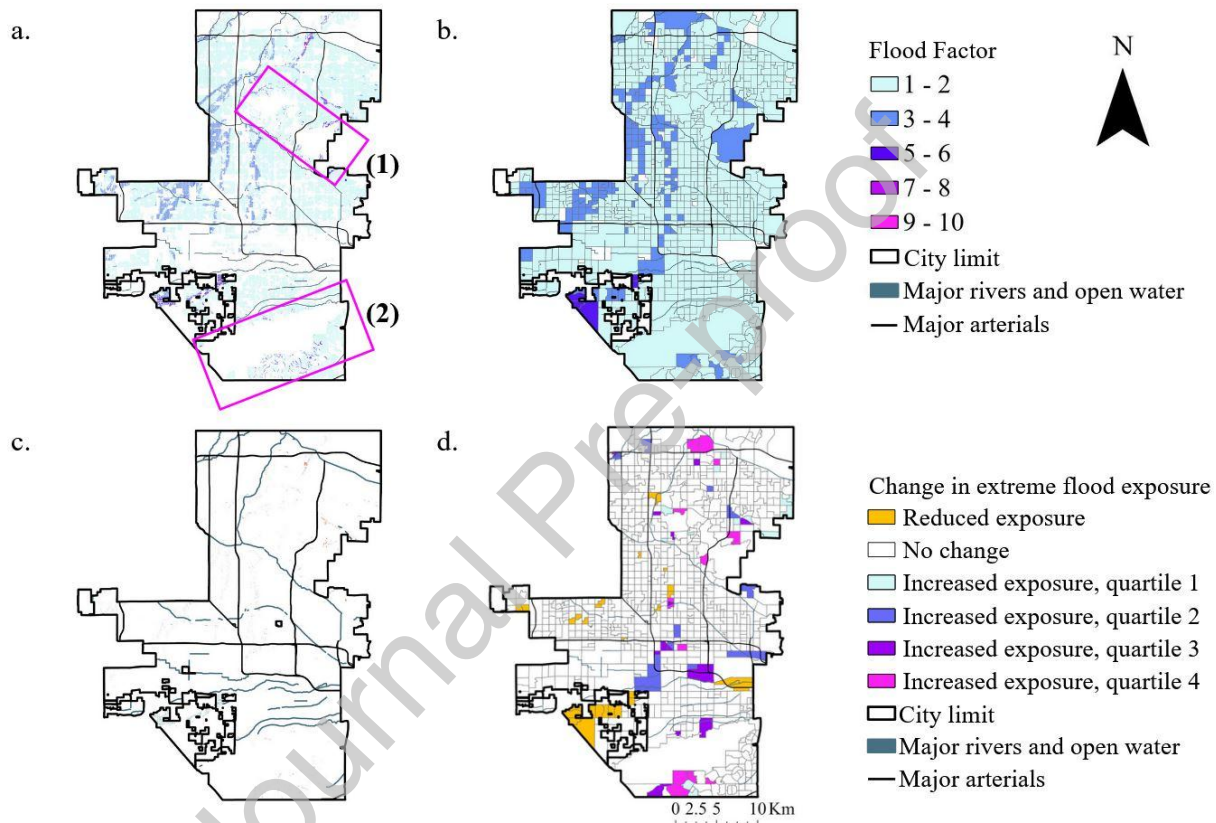 a.
b.
(1)
(2)
Flood Factor
1 - 2
3 - 4
5 - 6
7 - 8
9 - 10
City limit
Major rivers and open water
Major arterials
N
c.
d.
Change in extreme flood exposure
Reduced exposure
No change
Increased exposure, quartile 1
Increased exposure, quartile 2
Increased exposure, quartile 3
Increased exposure, quartile 4
City limit
Major rivers and open water
Major arterials
0 2.5 5 10 Km
Journal Pre-proof